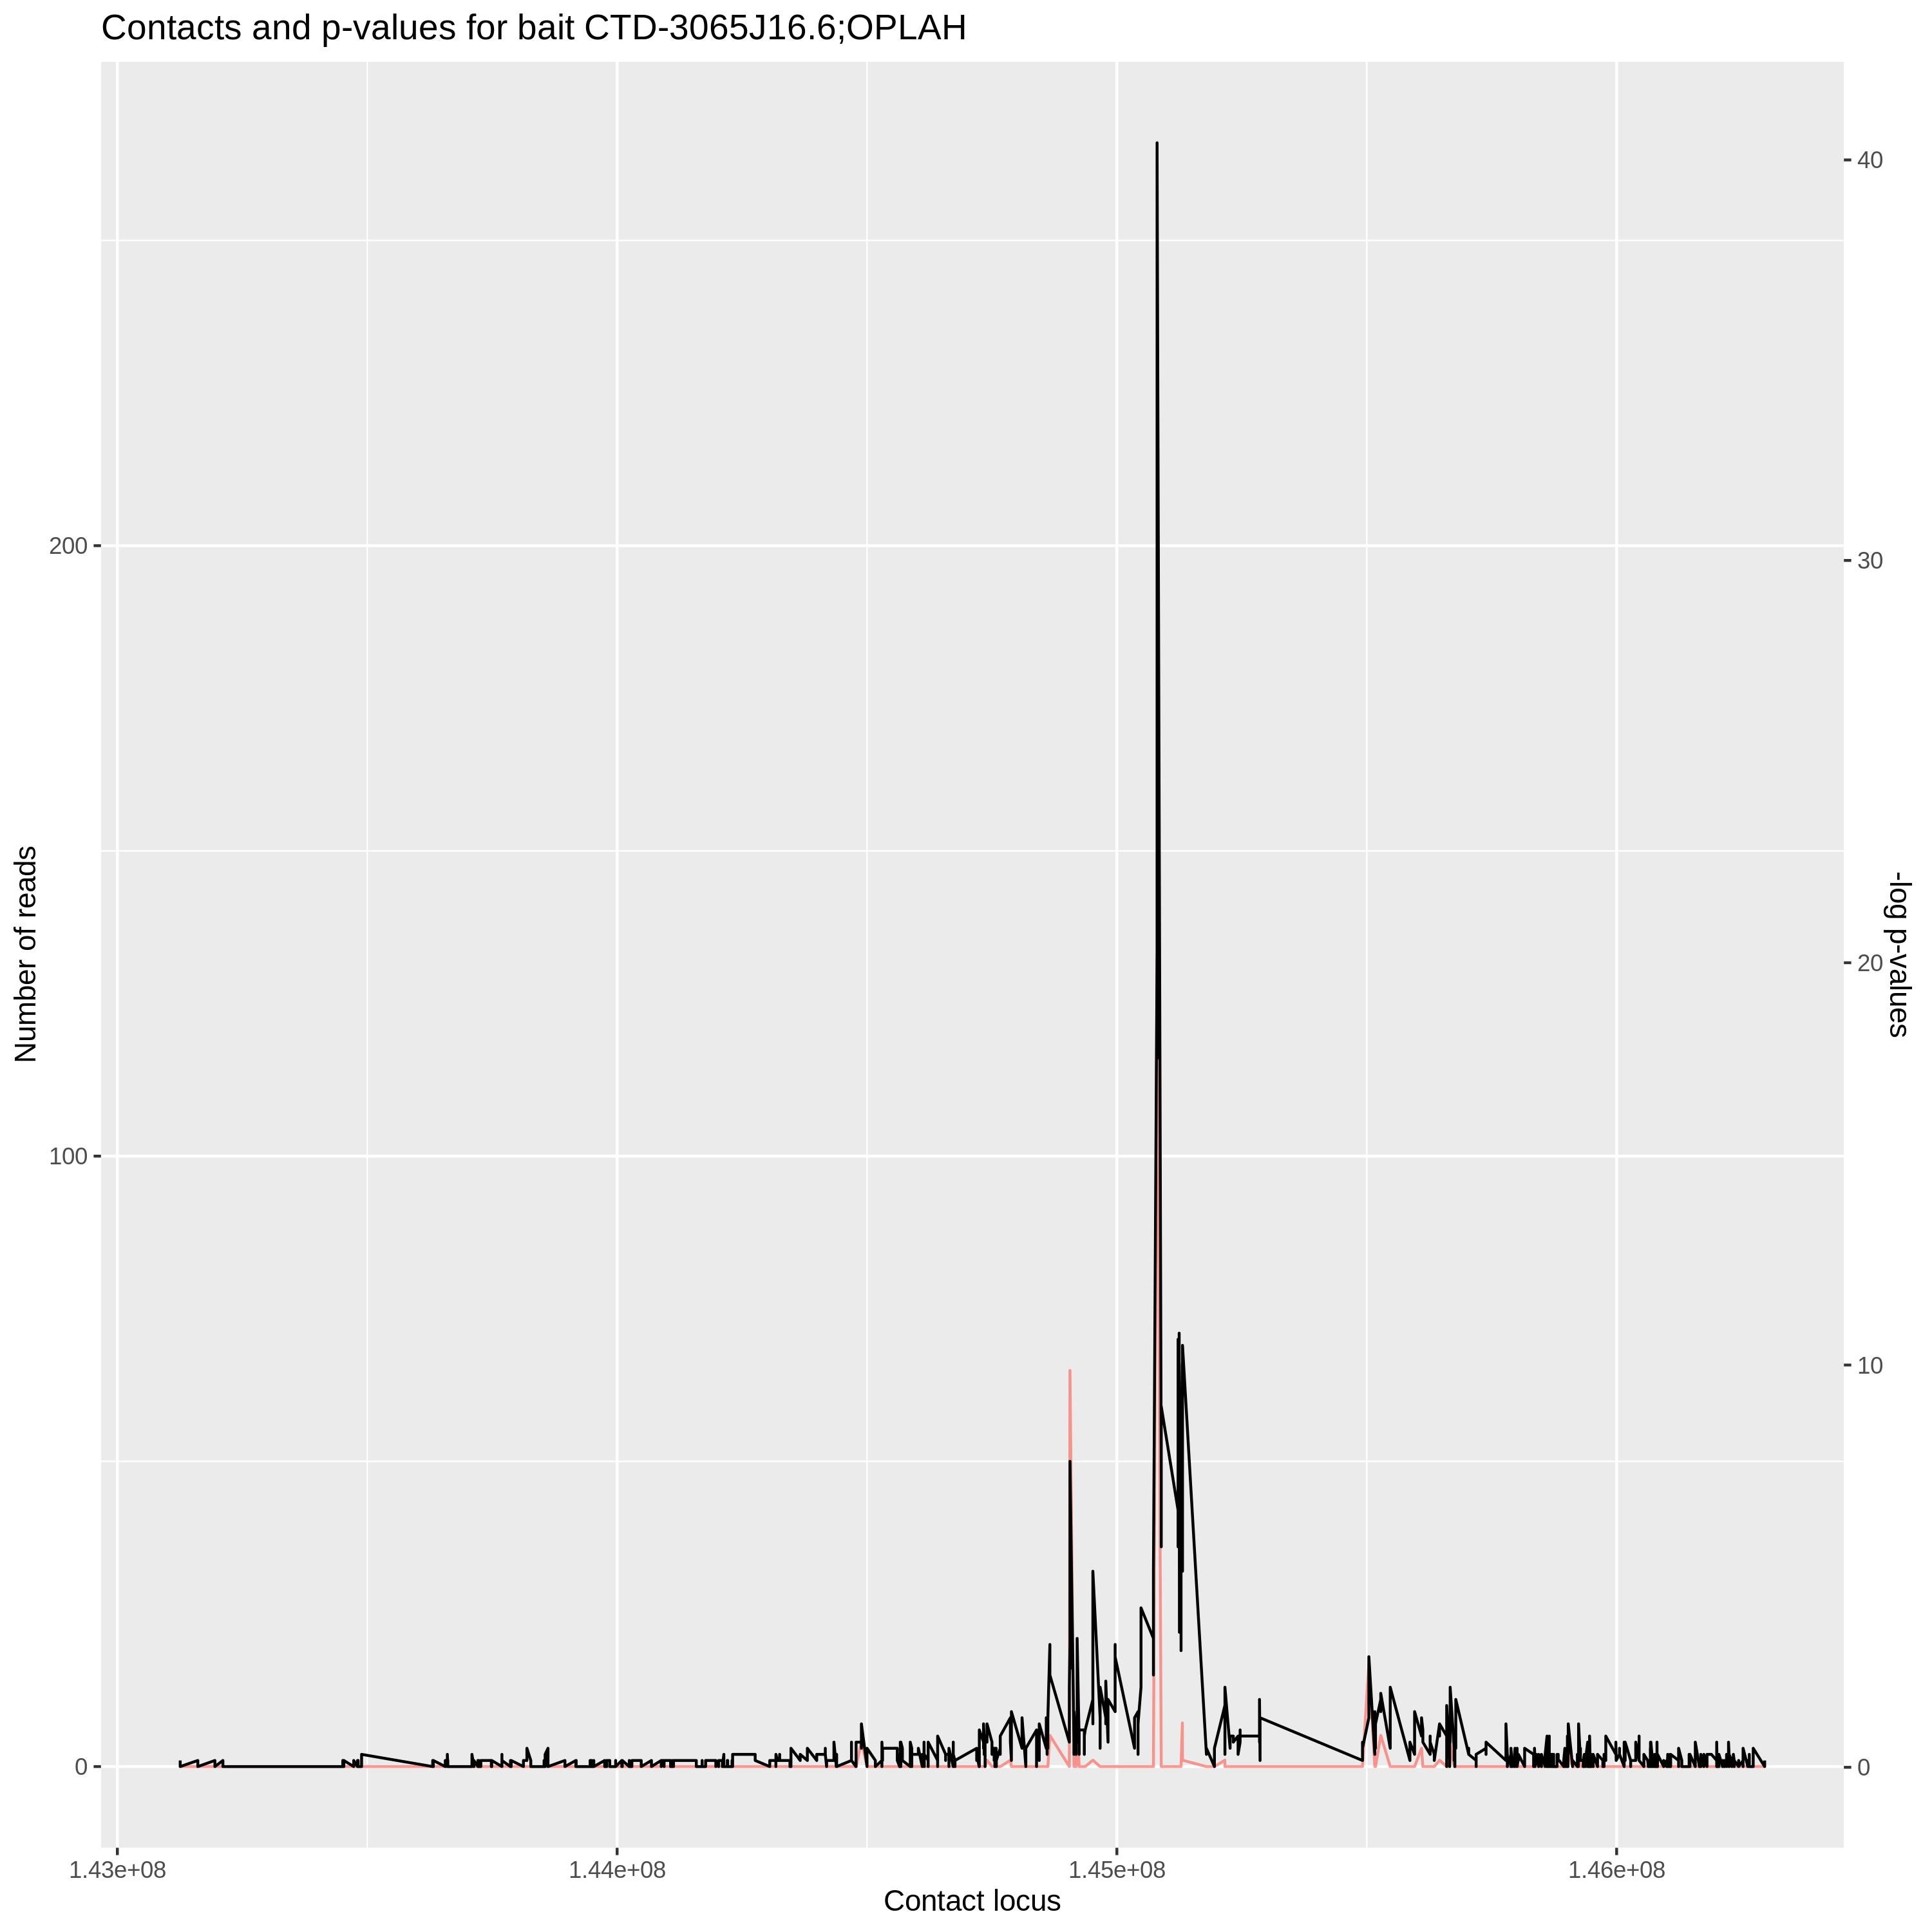 Contacts and p-values for bait CTD-3065J16.6;OPLAH
Number of reads
200
100
0
40
30
20
10
0
-log p-values
1.43e+08
1.44e+08
1.45e+08
1.46e+08
Contact locus